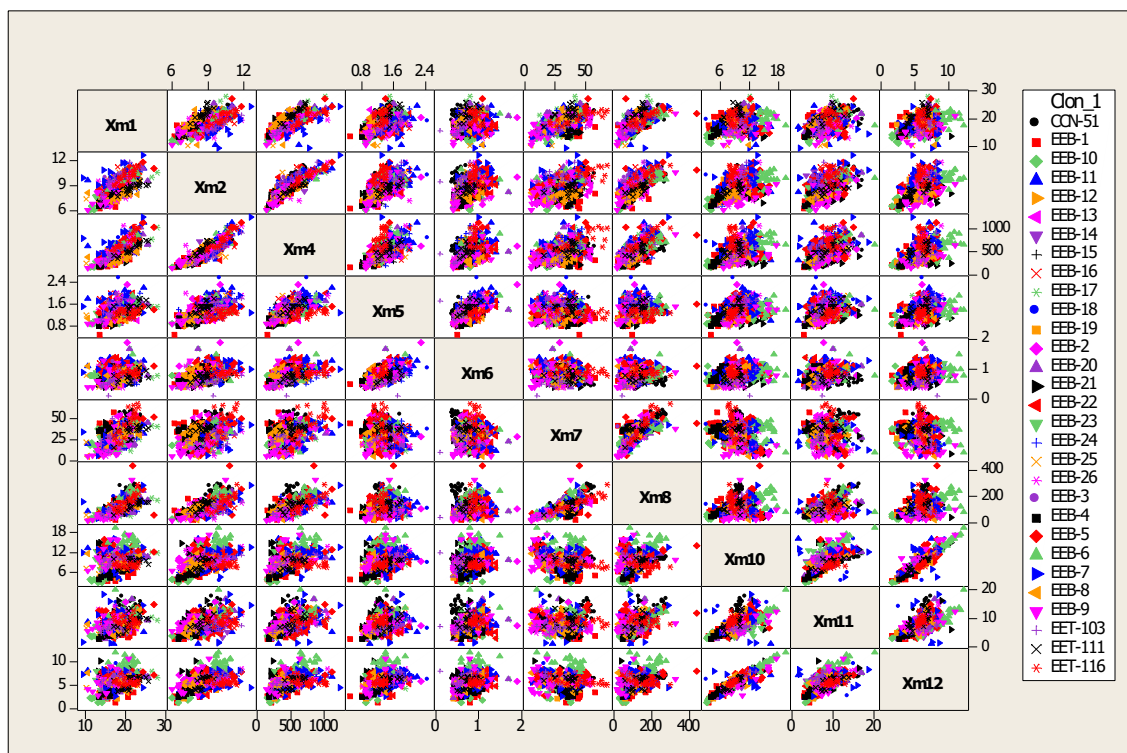 6 9 12
0.8 1.6 2.4
0 25 50
6 12 18
0 5 10
Xm1
30
20
10
Clon_1
CCN-51
EEB-1
EEB-10
EEB-11
EEB-12
EEB-13
EEB-14
EEB-15
EEB-16
EEB-17
EEB-18
EEB-19
EEB-2
EEB-20
EEB-21
EEB-22
EEB-23
EEB-24
EEB-25
EEB-26
EEB-3
EEB-4
EEB-5
EEB-6
EEB-7
EEB-8
EEB-9
EET-103
EET-111
EET-116
12
9
6
Xm2
Xm4
1000
500
0
2.4
1.6
0.8
Xm5
Xm6
2
1
0
50
25
0
Xm7
Xm8
400
200
0
18
12
6
Xm10
Xm11
20
10
0
10
5
0
Xm12
10 20 30
0 500 1000
0 1 2
0 200 400
0 10 20